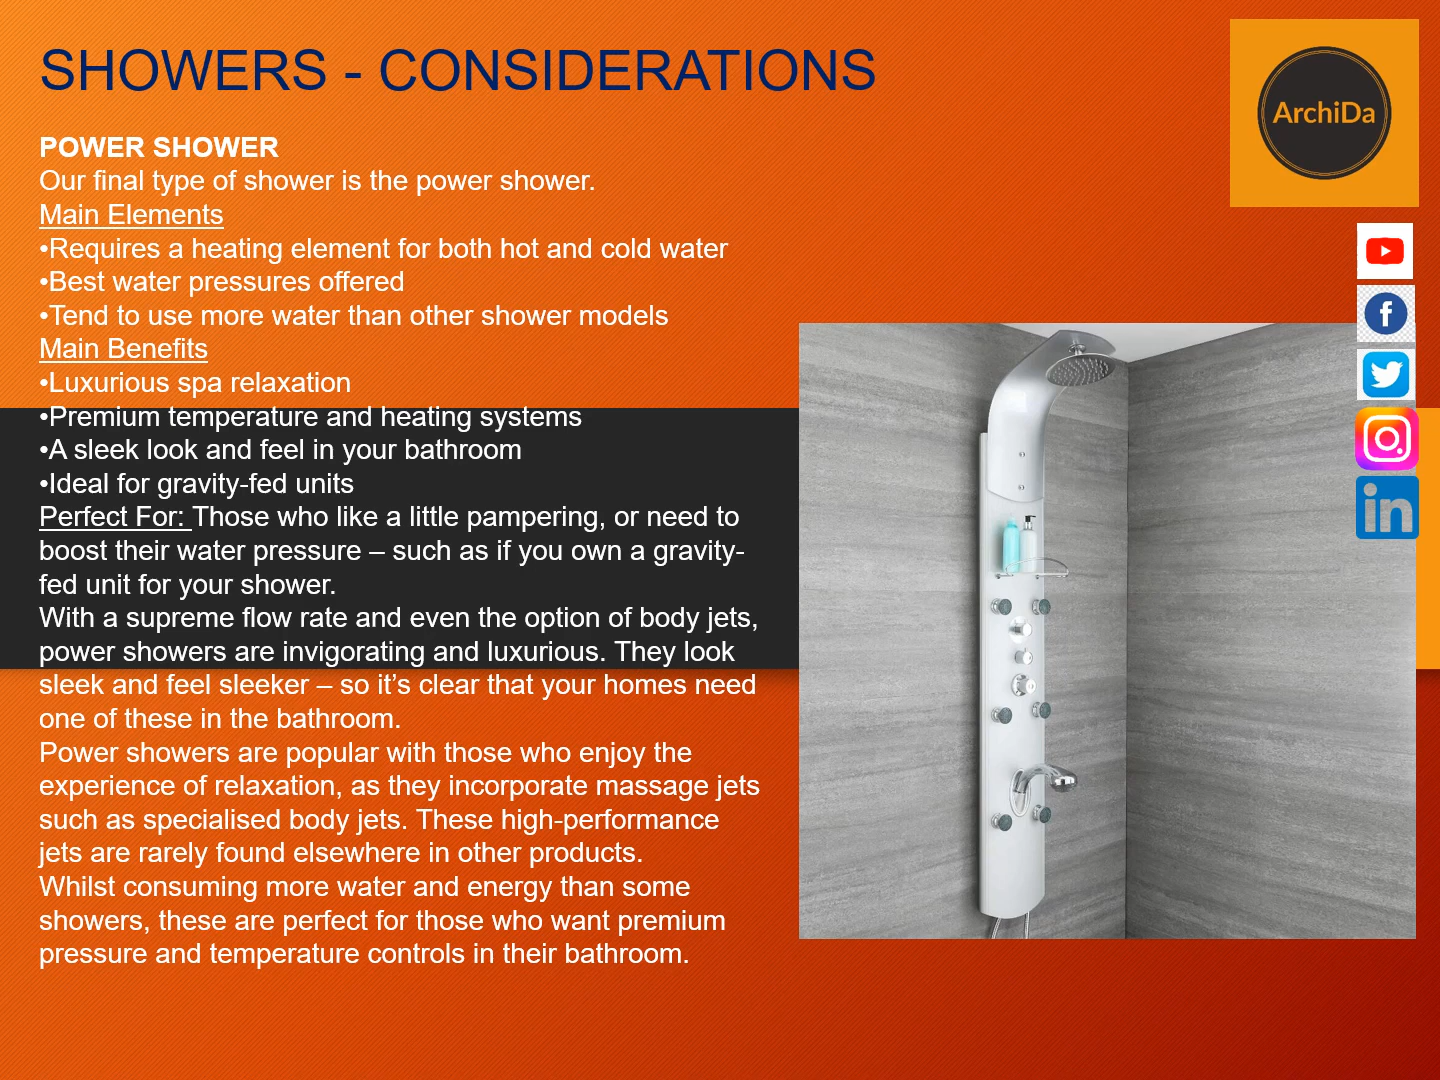 SHOWERS - CONSIDERATIONS
ArchiDa
POWER SHOWER
Our final type of shower is the power shower.
Main Elements
•Requires a heating element for both hot and cold water
•Best water pressures offered
•Tend to use more water than other shower models
Main Benefits
•Luxurious spa relaxation
•Premium temperature and heating systems
•A sleek look and feel in your bathroom
•Ideal for gravity-fed units
Perfect For: Those who like a little pampering, or need to
boost their water pressure – such as if you own a gravity-
fed unit for your shower.
With a supreme flow rate and even the option of body jets,
power showers are invigorating and luxurious. They look
sleek and feel sleeker – so it’s clear that your homes need
one of these in the bathroom.
Power showers are popular with those who enjoy the
experience of relaxation, as they incorporate massage jets
such as specialised body jets. These high-performance
jets are rarely found elsewhere in other products.
Whilst consuming more water and energy than some
showers, these are perfect for those who want premium
pressure and temperature controls in their bathroom.
f
in